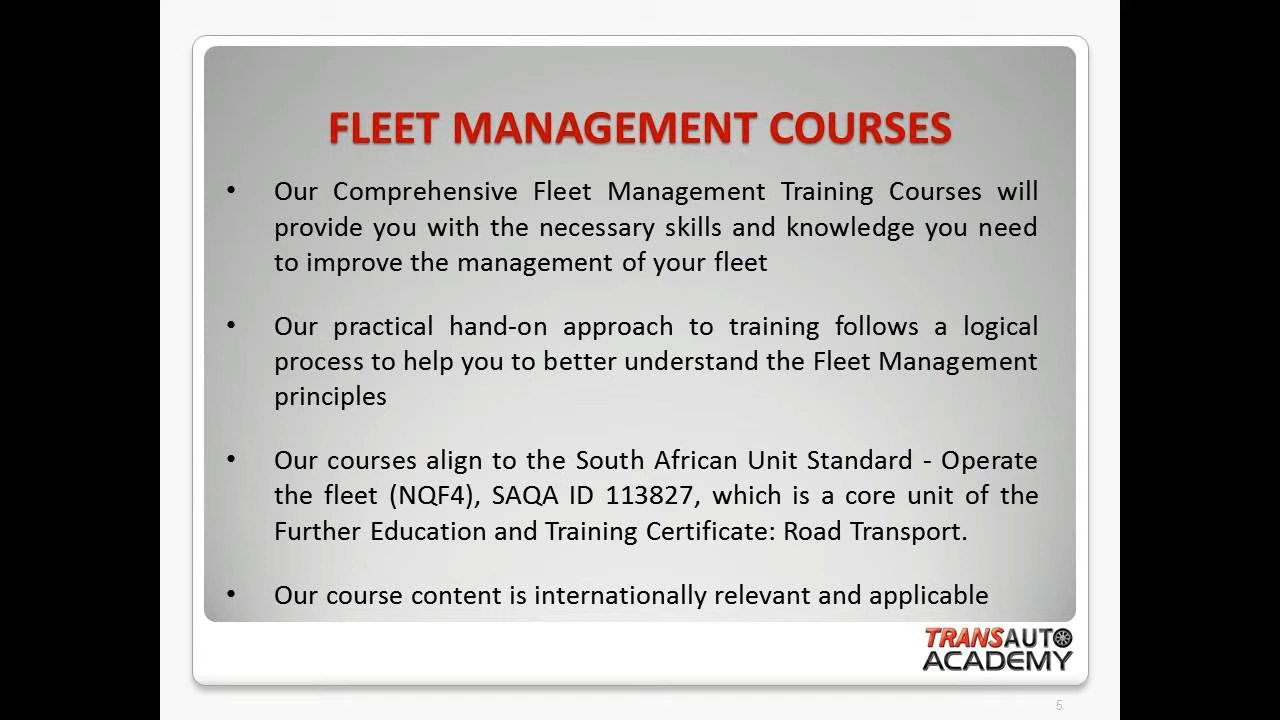 FLEET MANAGEMENT COURSES
• Our Comprehensive Fleet Management Training Courses will
provide you with the necessary skills and knowledge you need
to improve the management of your fleet
• Our practical hand-on approach to training follows a logical
process to help you to better understand the Fleet Management
principles
• Our courses align to the South African Unit Standard - Operate
the fleet (NQF4), SAQA ID 113827, which is a core unit of the
Further Education and Training Certificate: Road Transport.
• Our course content is internationally relevant and applicable
TRANSAUTO
ACADEMY
5